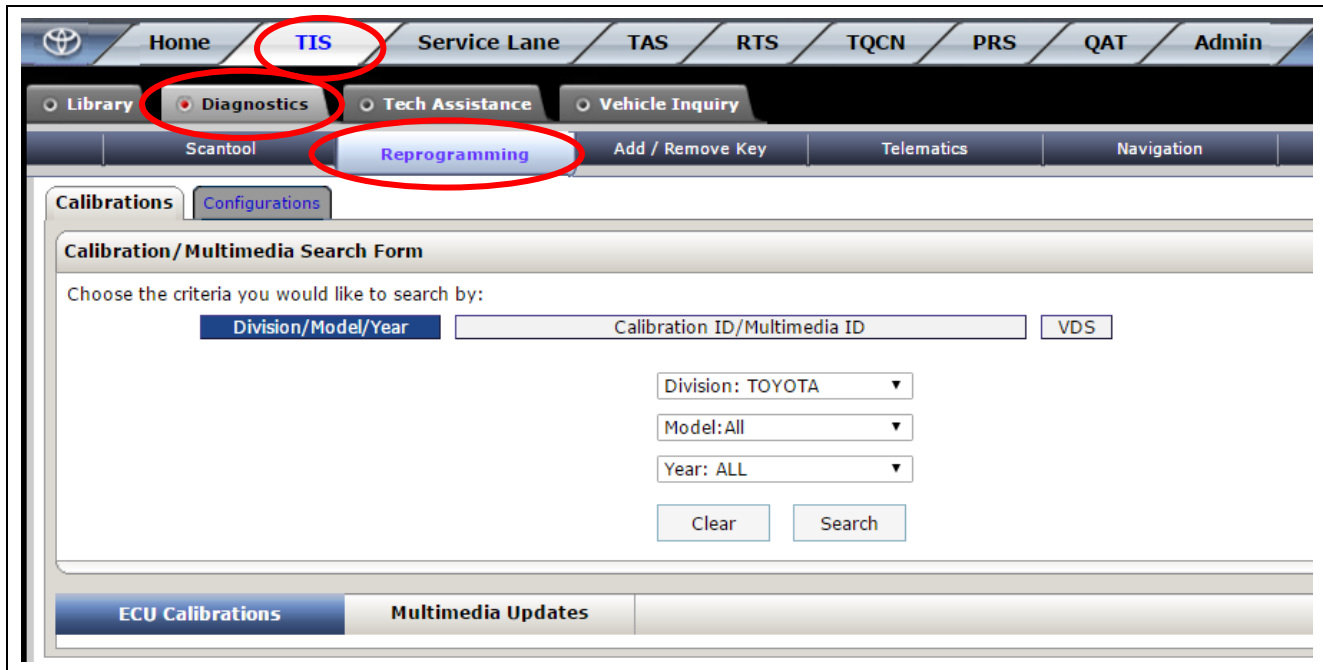 Home TIS Service Lane TAS RTS TQCN PRS QAT Admin
Library Diagnostics Tech Assistance Vehicle Inquiry
Scantool Reprogramming Add / Remove Key Telematics Navigation
Calibrations Configurations
Calibration/Multimedia Search Form
Choose the criteria you would like to search by:
Division/Model/Year Calibration ID/Multimedia ID VDS
Division: TOYOTA
Model:All
Year: ALL
Clear Search
ECU Calibrations Multimedia Updates